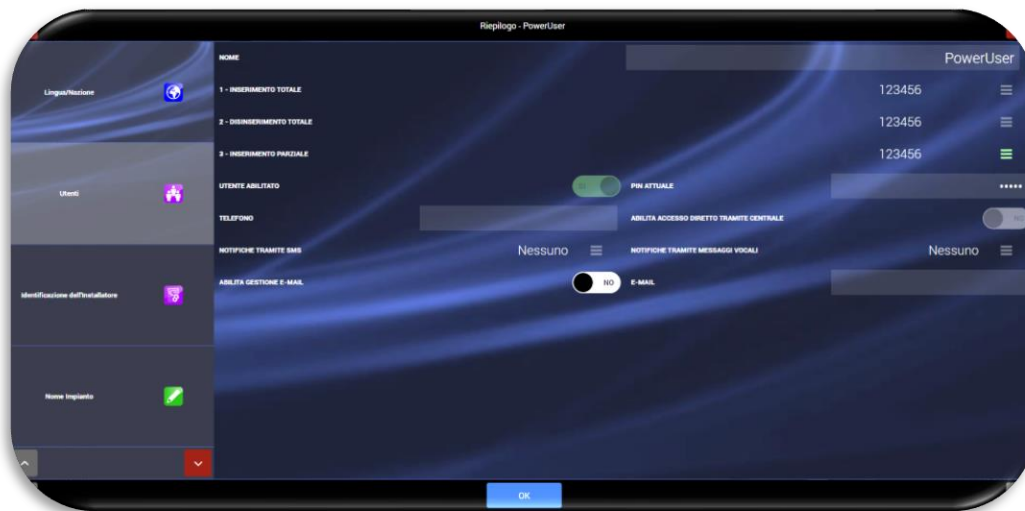 Riepilogo - PowerUser
Lingua/Nazione
Utenti
Identificazione dell'Installatore
Nome Impianto
NOME
PowerUser
1 - INSERIMENTO TOTALE
123456
2 - DISINSERIMENTO TOTALE
123456
3 - INSERIMENTO PARZIALE
123456
UTENTE ABILITATO
SI
PIN ATTUALE
•••••
TELEFONO
ABILITA ACCESSO DIRETTO TRAMITE CENTRALE
NO
NOTIFICHE TRAMITE SMS
Nessuno
NOTIFICHE TRAMITE MESSAGGI VOCALI
Nessuno
ABILITA GESTIONE E-MAIL
NO
E-MAIL
OK